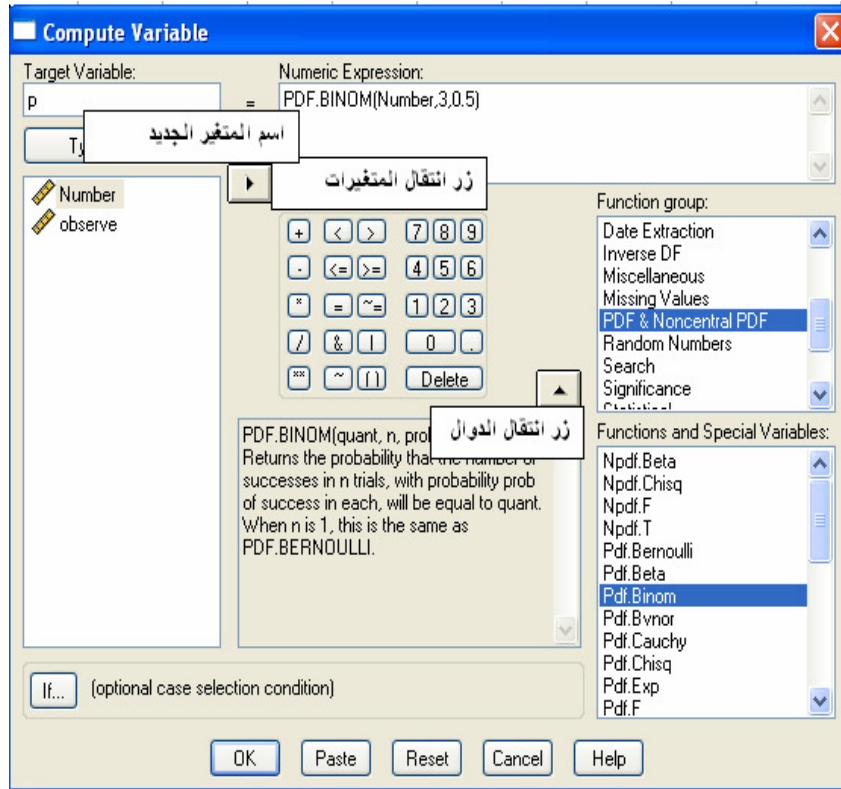 Compute Variable
Target Variable:
Numeric Expression:
p
=
PDF.BINOM(Number,3,0.5)
اسم المتغير الجديد
زر انتقال المتغيرات
Number
observe
+ < > 7 8 9
- <= >= 4 5 6
* = ~= 1 2 3
/ & | 0 .
** ~ () Delete
Function group:
Date Extraction
Inverse DF
Miscellaneous
Missing Values
PDF & Noncentral PDF
Random Numbers
Search
Significance
زر انتقال الدوال
PDF.BINOM(quant, n,
Returns the probability that the number of
successes in n trials, with probability prob
of success in each, will be equal to quant.
When n is 1, this is the same as
PDF.BERNOULLI.
Functions and Special Variables:
Npdf.Beta
Npdf.Chisq
Npdf.F
Npdf.T
Pdf.Bernoulli
Pdf.Beta
Pdf.Binom
Pdf.Bvnor
Pdf.Cauchy
Pdf.Chisq
Pdf.Exp
Pdf.F
If... (optional case selection condition)
OK Paste Reset Cancel Help